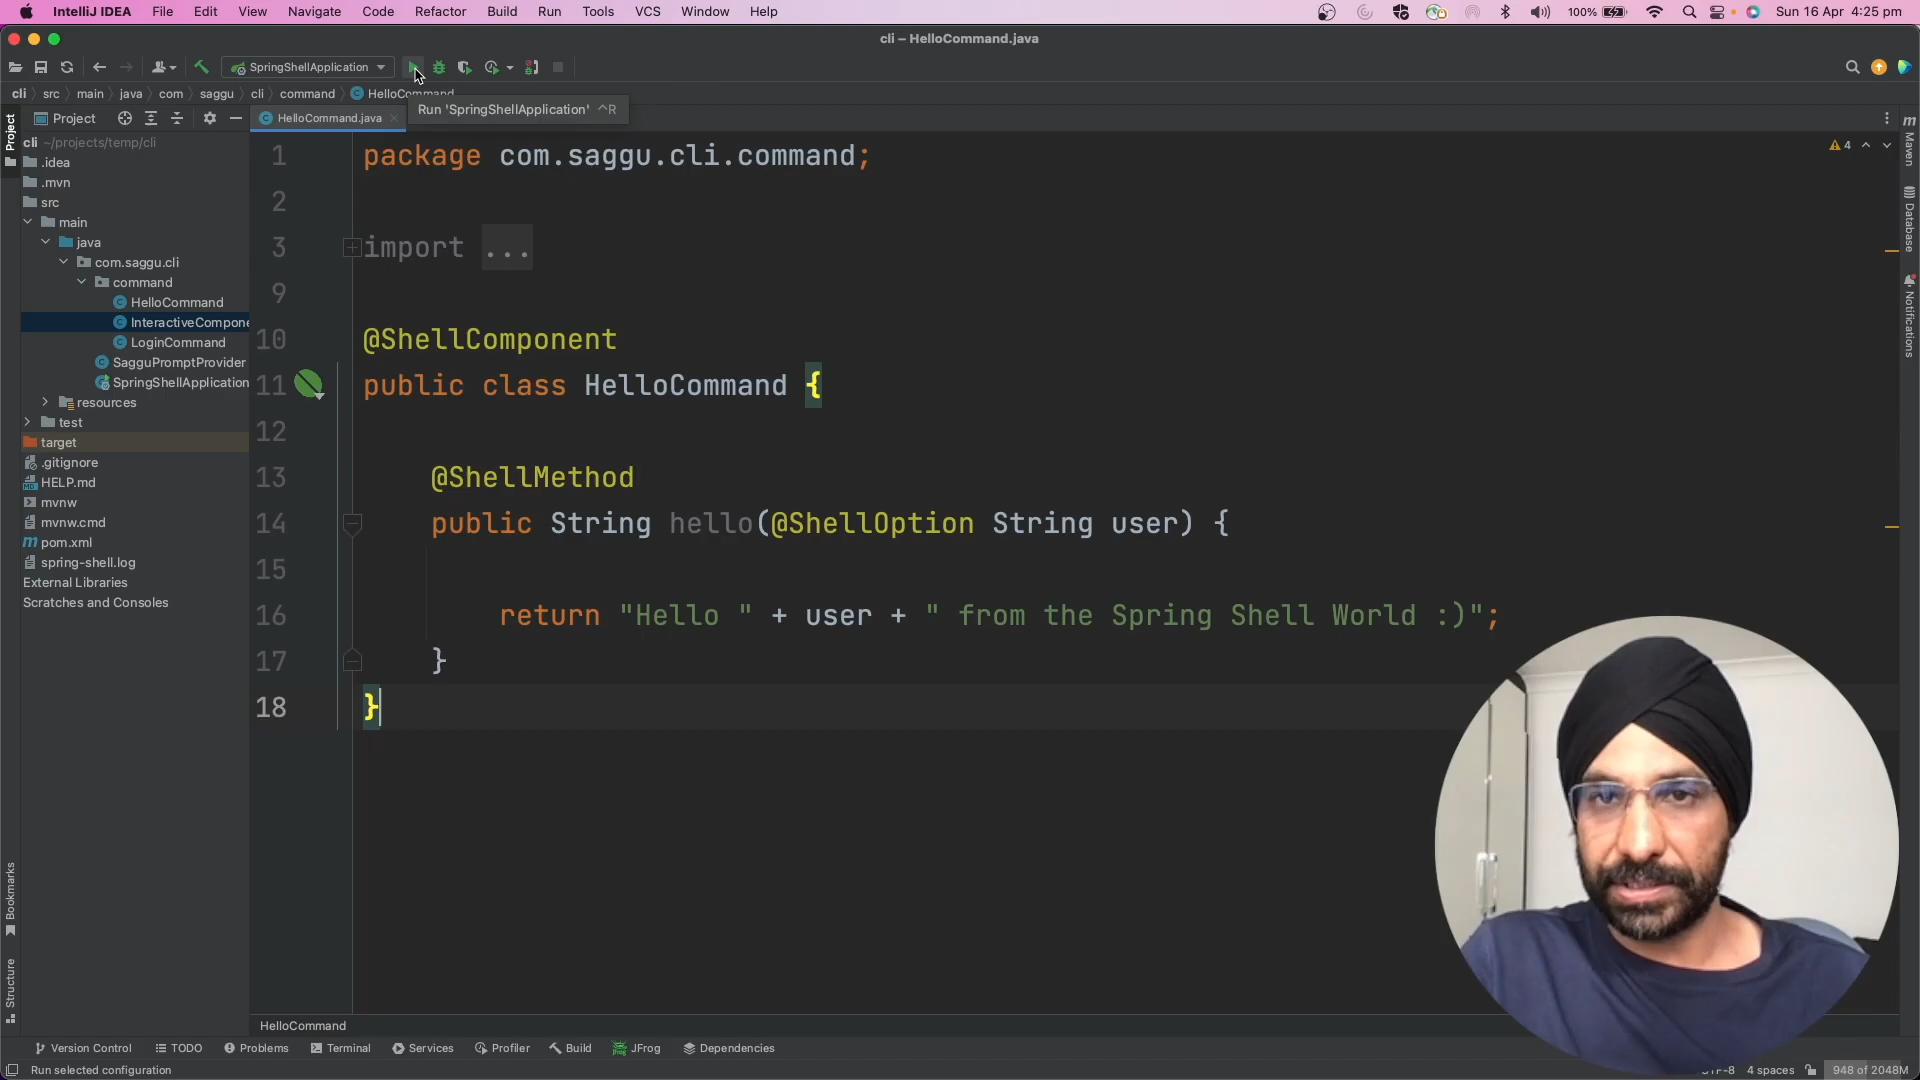 IntelliJ IDEA File Edit View Navigate Code Refactor Build Run Tools VCS Window Help 100% Sun 16 Apr 4:25 pm
cli – HelloCommand.java
SpringShellApplication
cli src main java com saggu cli command HelloCommand
Run 'SpringShellApplication' ^R
Project
HelloCommand.java
cli ~/projects/temp/cli
.idea
.mvn
src
main
java
com.saggu.cli
command
HelloCommand
InteractiveCompone
LoginCommand
SagguPromptProvider
SpringShellApplication
resources
test
target
.gitignore
HELP.md
mvnw
mvnw.cmd
pom.xml
spring-shell.log
External Libraries
Scratches and Consoles
1 package com.saggu.cli.command;
2
3 import ...
9
10 @ShellComponent
11 public class HelloCommand {
12
13 @ShellMethod
14 public String hello(@ShellOption String user) {
15
16 return "Hello " + user + " from the Spring Shell World :)";
17 }
18 }
4
Project
Bookmarks
Structure
m
Maven
Database
Notifications
HelloCommand
Version Control TODO Problems Terminal Services Profiler Build JFrog Dependencies
Run selected configuration
4 spaces 948 of 2048M